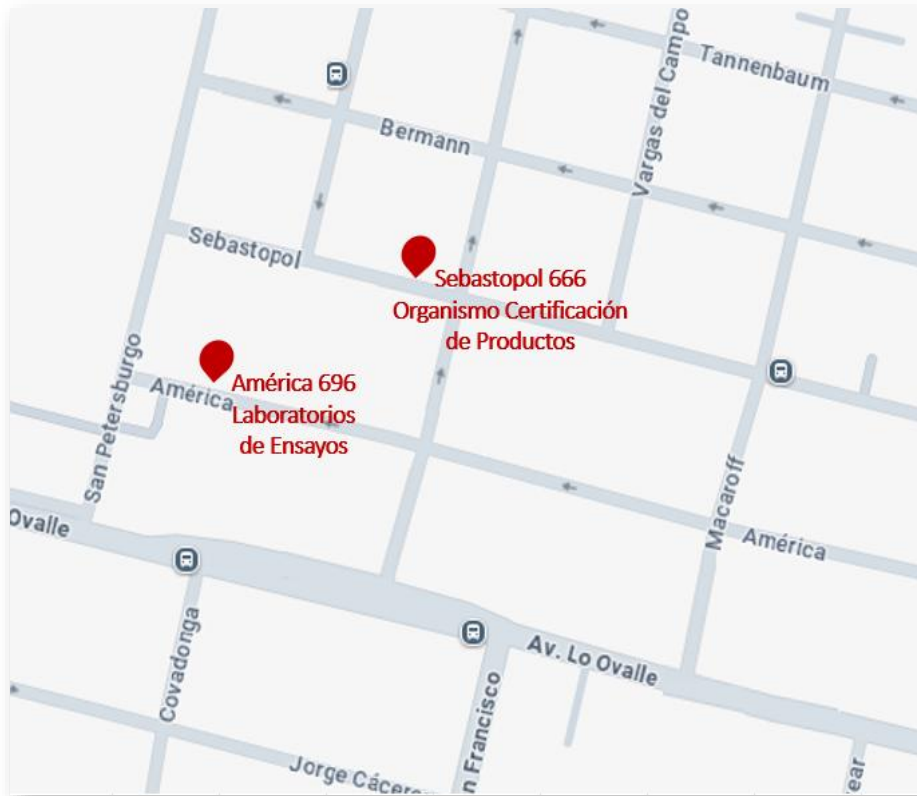 Tannenbaum
Vargas del Campo
Bermann
Sebastopol
Sebastopol 666
Organismo Certificación
de Productos
América 696
Laboratorios
de Ensayos
América
San Petersburgo
Macaroff
América
Ovalle
Av. Lo Ovalle
Covadonga
Francisco
Jorge